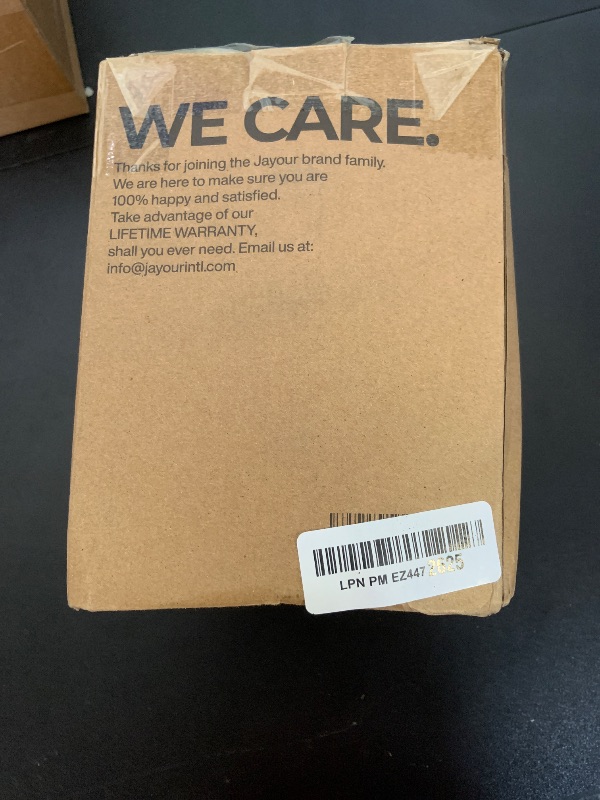 WE CARE.
Thanks for joining the Jayour brand family.
We are here to make sure you are
100% happy and satisfied.
Take advantage of our
LIFETIME WARRANTY,
shall you ever need. Email us at:
info@jayourintl.com
LPN PM EZ447